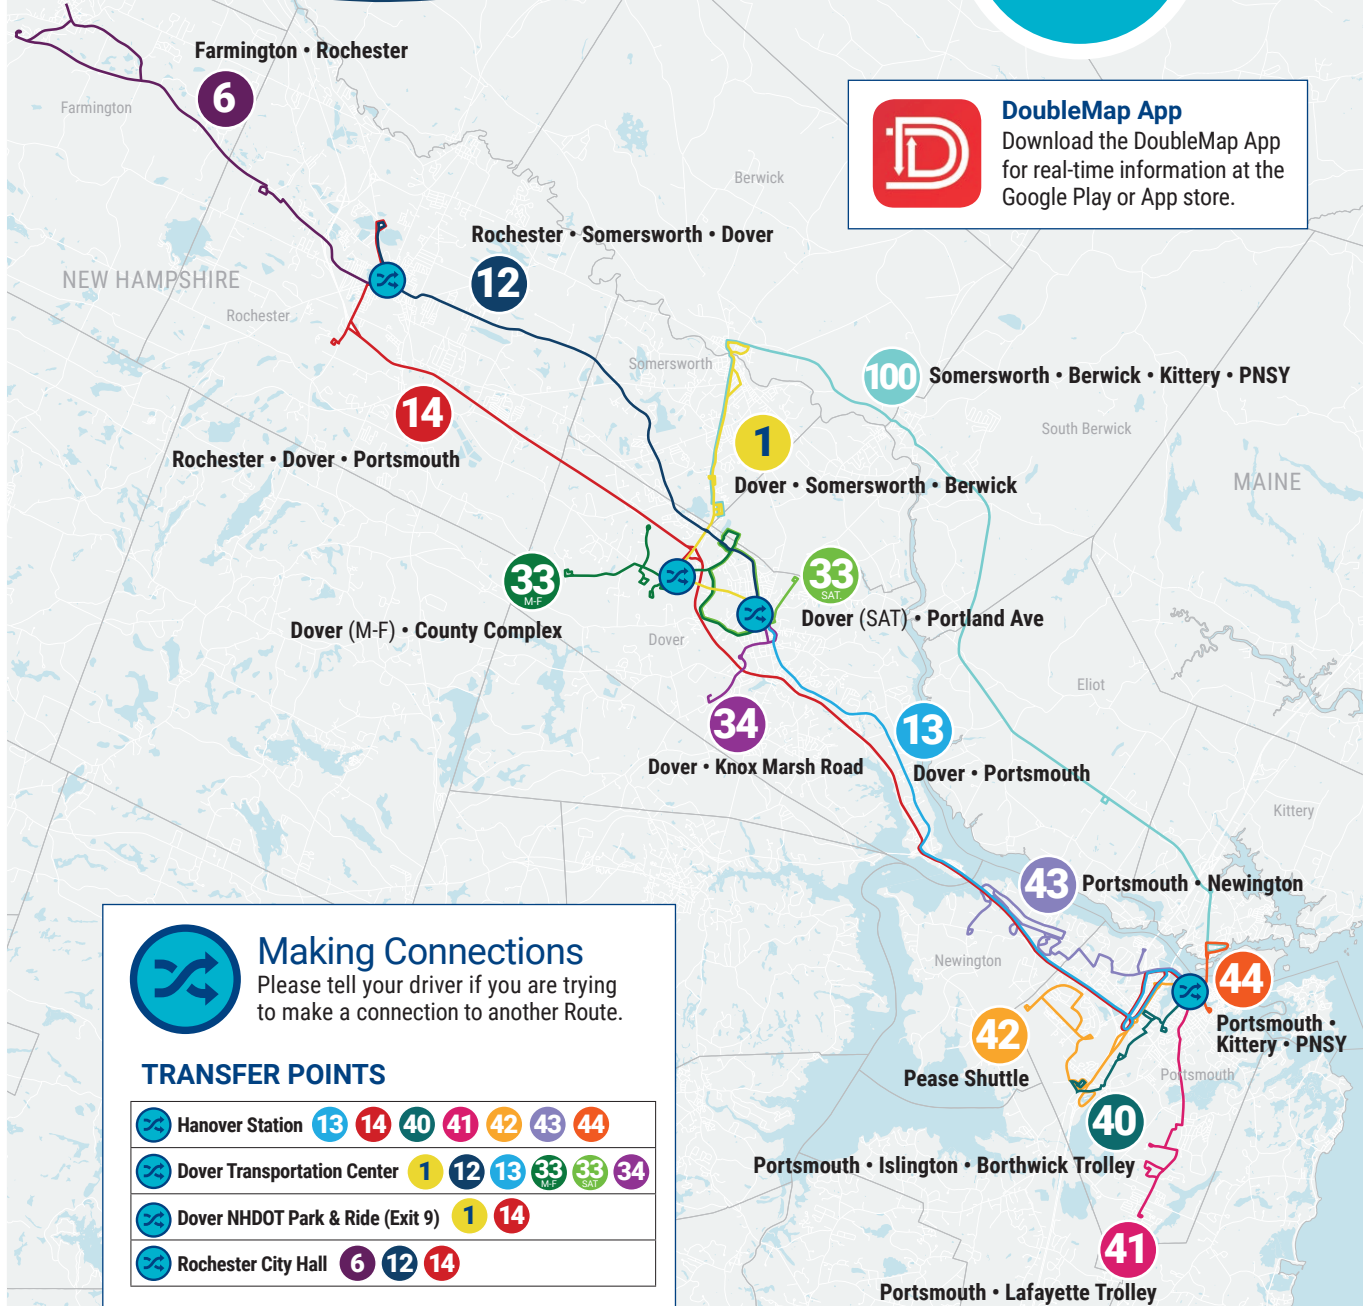 Farmington • Rochester
6
Farmington
DoubleMap App
Download the DoubleMap App
for real-time information at the
Google Play or App store.
Berwick
Rochester • Somersworth • Dover
12
NEW HAMPSHIRE
Rochester
Somersworth
100
Somersworth • Berwick • Kittery • PNSY
14
Rochester • Dover • Portsmouth
1
Dover • Somersworth • Berwick
South Berwick
MAINE
33
M-F
Dover (M-F) • County Complex
33
SAT.
Dover (SAT) • Portland Ave
Dover
Eliot
34
Dover • Knox Marsh Road
13
Dover • Portsmouth
Kittery
43
Portsmouth • Newington
Newington
44
Portsmouth •
Kittery • PNSY
42
Pease Shuttle
Portsmouth
40
Portsmouth • Islington • Borthwick Trolley
41
Portsmouth • Lafayette Trolley
Making Connections
Please tell your driver if you are trying
to make a connection to another Route.
TRANSFER POINTS
Hanover Station 13 14 40 41 42 43 44
Dover Transportation Center 1 12 13 33 M-F 33 SAT 34
Dover NHDOT Park & Ride (Exit 9) 1 14
Rochester City Hall 6 12 14